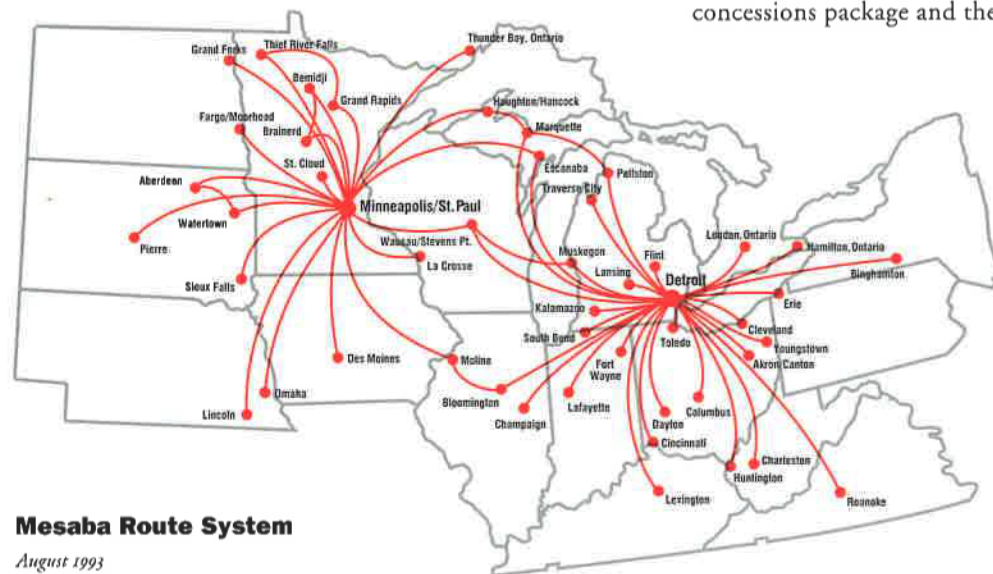 concessions package and the
Thunder Bay, Ontario
Grand Forks
Thief River Falls
Bemidji
Grand Rapids
Haughton/Hancock
Fargo/Moorhead
Brainerd
Marquette
St. Cloud
Escanaba
Pellston
Aberdeen
Traverse City
Minneapolis/St. Paul
Watertown
Pierre
Wausau/Stevens Pt.
La Crosse
Muskegon
Flint
London, Ontario
Hamilton, Ontario
Binghamton
Lansing
Detroit
Sioux Falls
Kalamazoo
Erie
South Bend
Toledo
Cleveland
Youngstown
Akron/Canton
Des Moines
Moline
Fort
Wayne
Omaha
Bloomington
Lafayette
Columbus
Lincoln
Champaign
Dayton
Cincinnati
Charleston
Huntington
Lexington
Roanoke
Mesaba Route System
August 1993